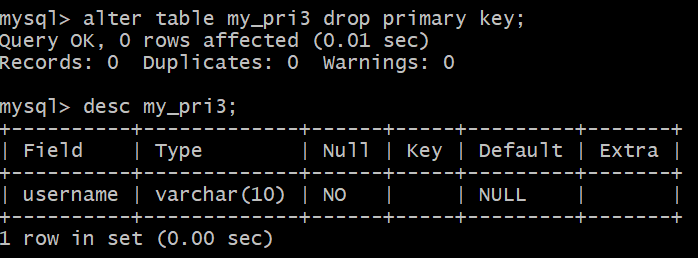 mysql> alter table my_pri3 drop primary key;
Query OK, 0 rows affected (0.01 sec)
Records: 0  Duplicates: 0  Warnings: 0

mysql> desc my_pri3;
+----------+-------------+------+-----+---------+-------+
| Field    | Type        | Null | Key | Default | Extra |
+----------+-------------+------+-----+---------+-------+
| username | varchar(10) | NO   |     | NULL    |       |
+----------+-------------+------+-----+---------+-------+
1 row in set (0.00 sec)